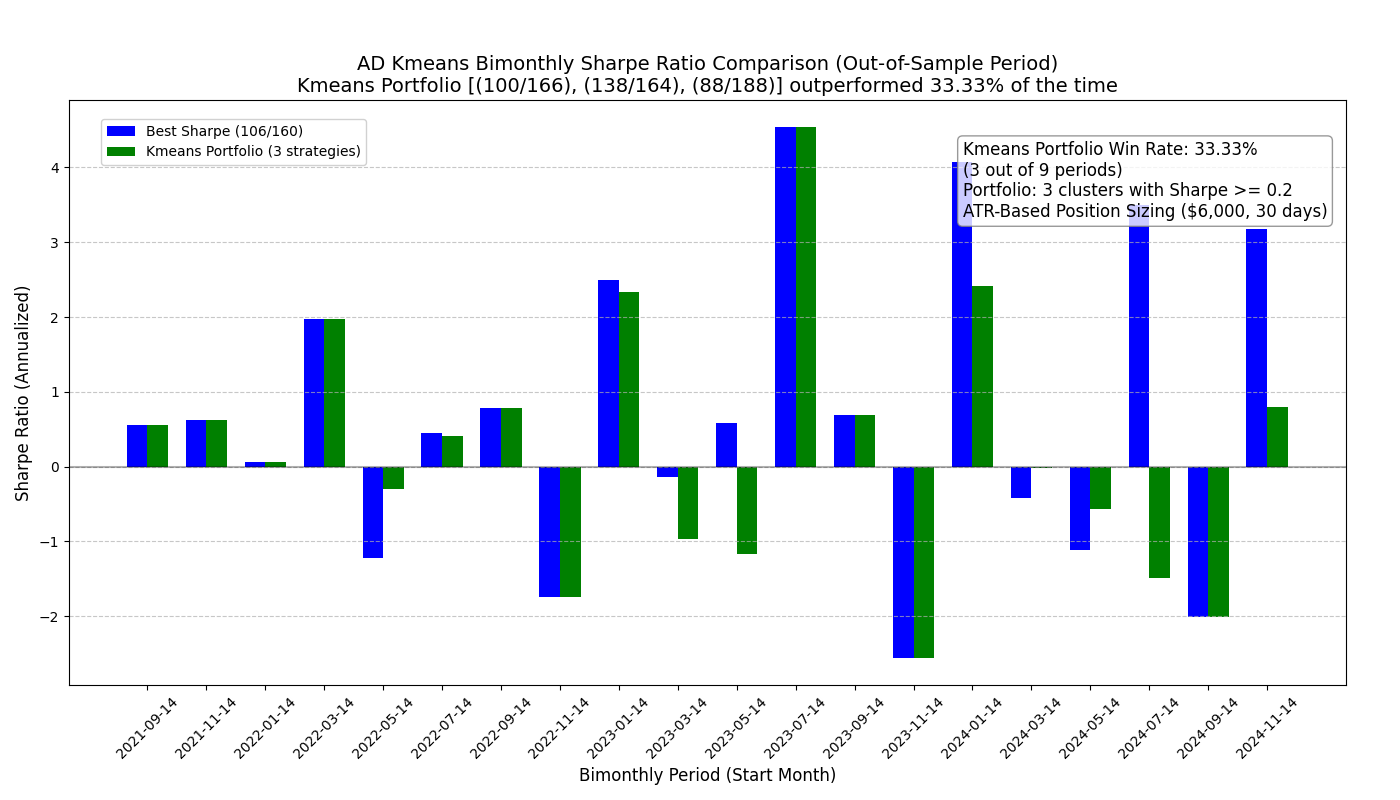 AD Kmeans Bimonthly Sharpe Ratio Comparison (Out-of-Sample Period)
Kmeans Portfolio [(100/166), (138/164), (88/188)] outperformed 33.33% of the time
Best Sharpe (106/160)
Kmeans Portfolio (3 strategies)
Kmeans Portfolio Win Rate: 33.33%
(3 out of 9 periods)
Portfolio: 3 clusters with Sharpe >= 0.2
ATR-Based Position Sizing ($6,000, 30 days)
Sharpe Ratio (Annualized)
4
3
2
1
0
−1
−2
2021-09-14
2021-11-14
2022-01-14
2022-03-14
2022-05-14
2022-07-14
2022-09-14
2022-11-14
2023-01-14
2023-03-14
2023-05-14
2023-07-14
2023-09-14
2023-11-14
2024-01-14
2024-03-14
2024-05-14
2024-07-14
2024-09-14
2024-11-14
Bimonthly Period (Start Month)